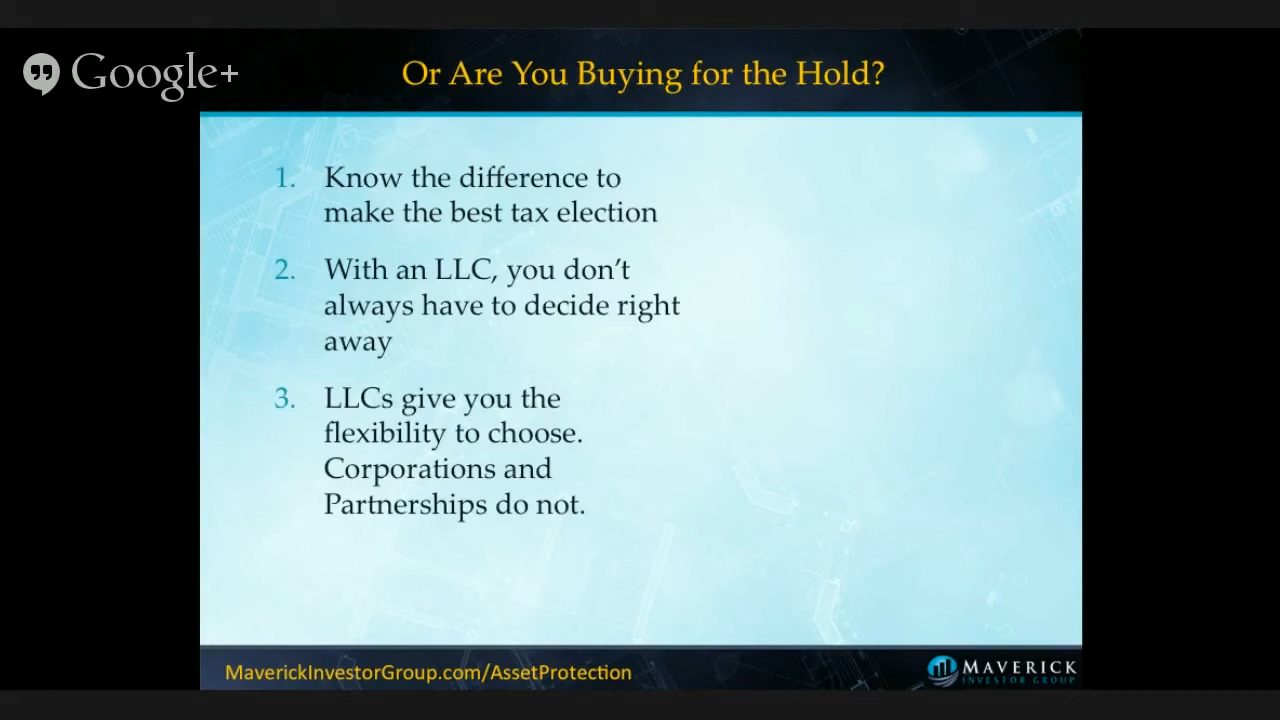 Google+
Or Are You Buying for the Hold?
1. Know the difference to
make the best tax election
2. With an LLC, you don’t
always have to decide right
away
3. LLCs give you the
flexibility to choose.
Corporations and
Partnerships do not.
MaverickInvestorGroup.com/AssetProtection
MAVERICK
INVESTOR GROUP